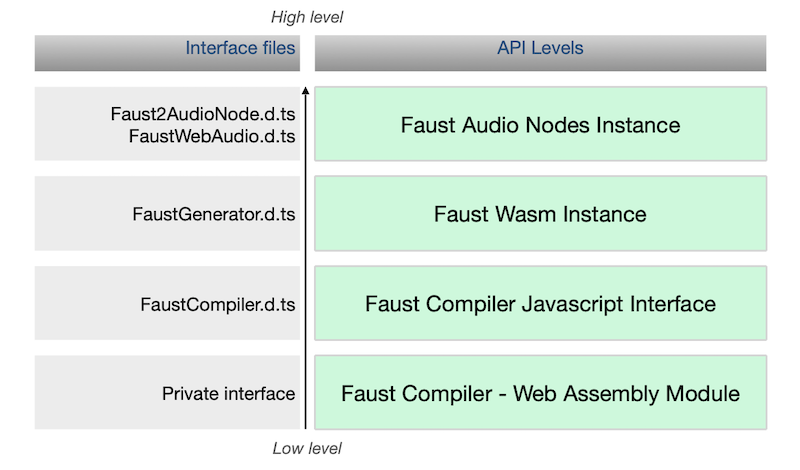 High level
Interface files
API Levels
Faust2AudioNode.d.ts
FaustWebAudio.d.ts
Faust Audio Nodes Instance
FaustGenerator.d.ts
Faust Wasm Instance
FaustCompiler.d.ts
Faust Compiler Javascript Interface
Private interface
Faust Compiler - Web Assembly Module
Low level